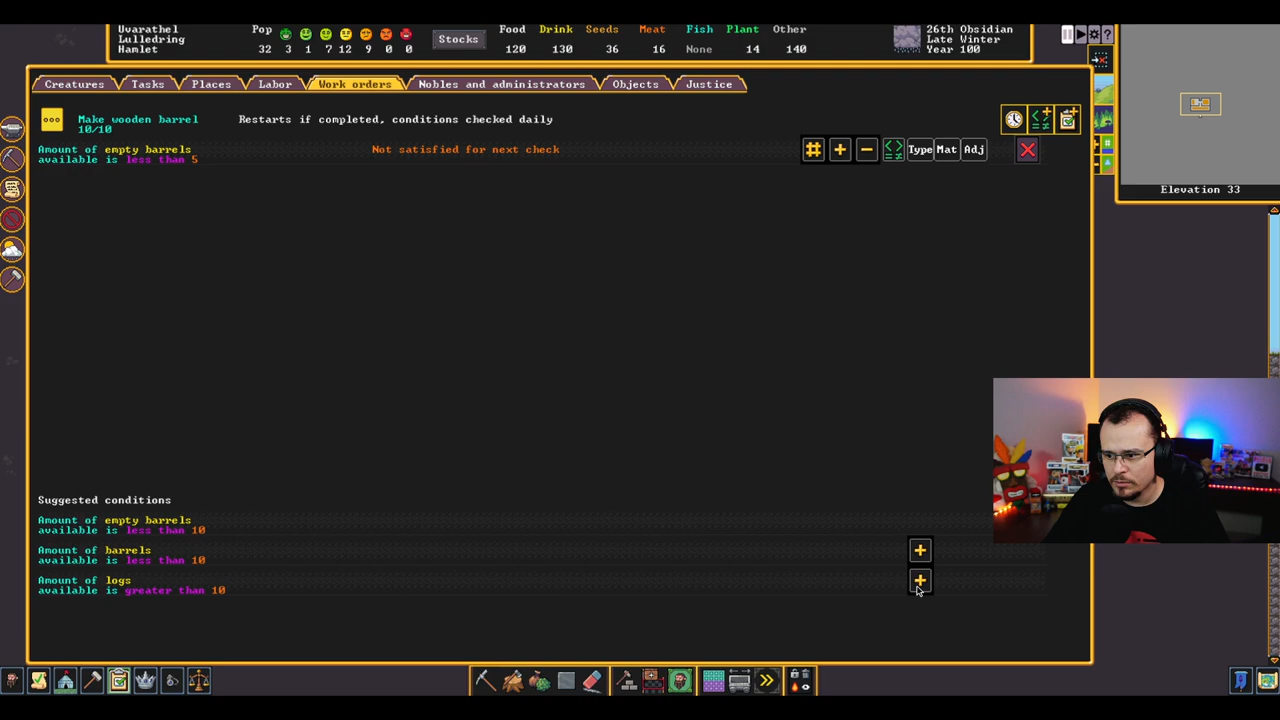 Uvarathel
Lulledring
Hamlet
Pop
32 3 1 7 12 9 0 0
Stocks
Food Drink Seeds Meat Fish Plant Other
120 130 36 16 None 14 140
26th Obsidian
Late Winter
Year 100
Creatures Tasks Places Labor Work orders Nobles and administrators Objects Justice
Make wooden barrel
10/10
Restarts if completed, conditions checked daily
Amount of empty barrels
available is less than 5
Not satisfied for next check
Type Mat Adj
Elevation 33
Suggested conditions
Amount of empty barrels
available is less than 10
Amount of barrels
available is less than 10
Amount of logs
available is greater than 10